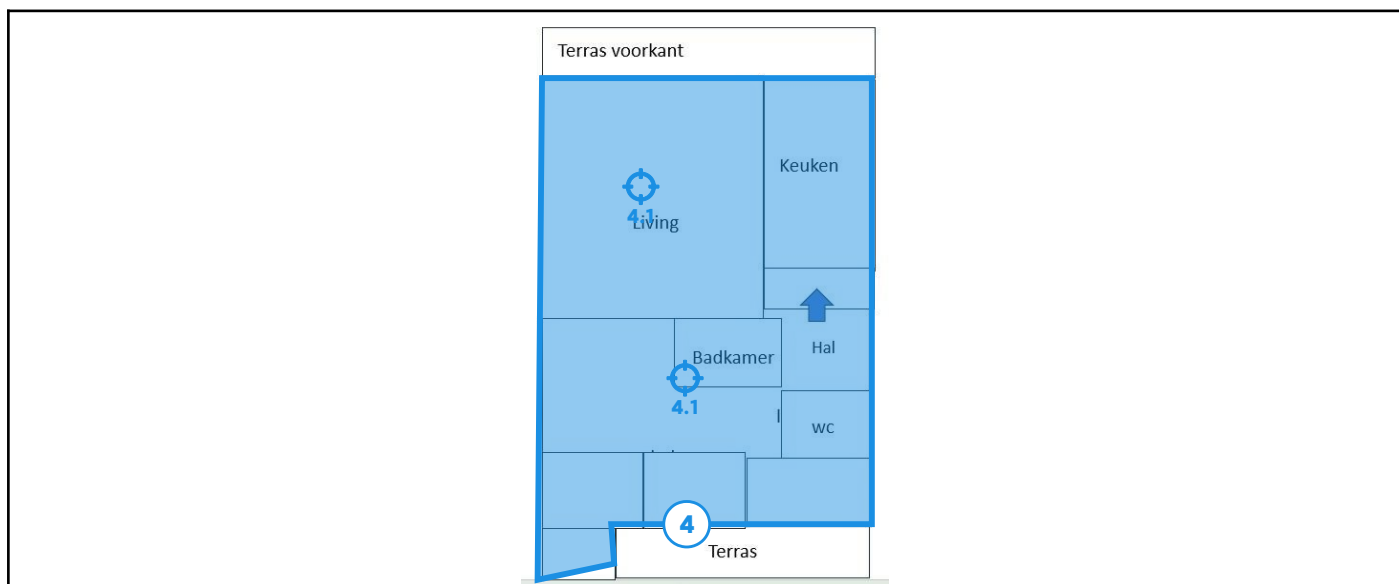 Terras voorkant
Keuken
4.1
Living
Hal
Badkamer
4.1
wc
4
Terras